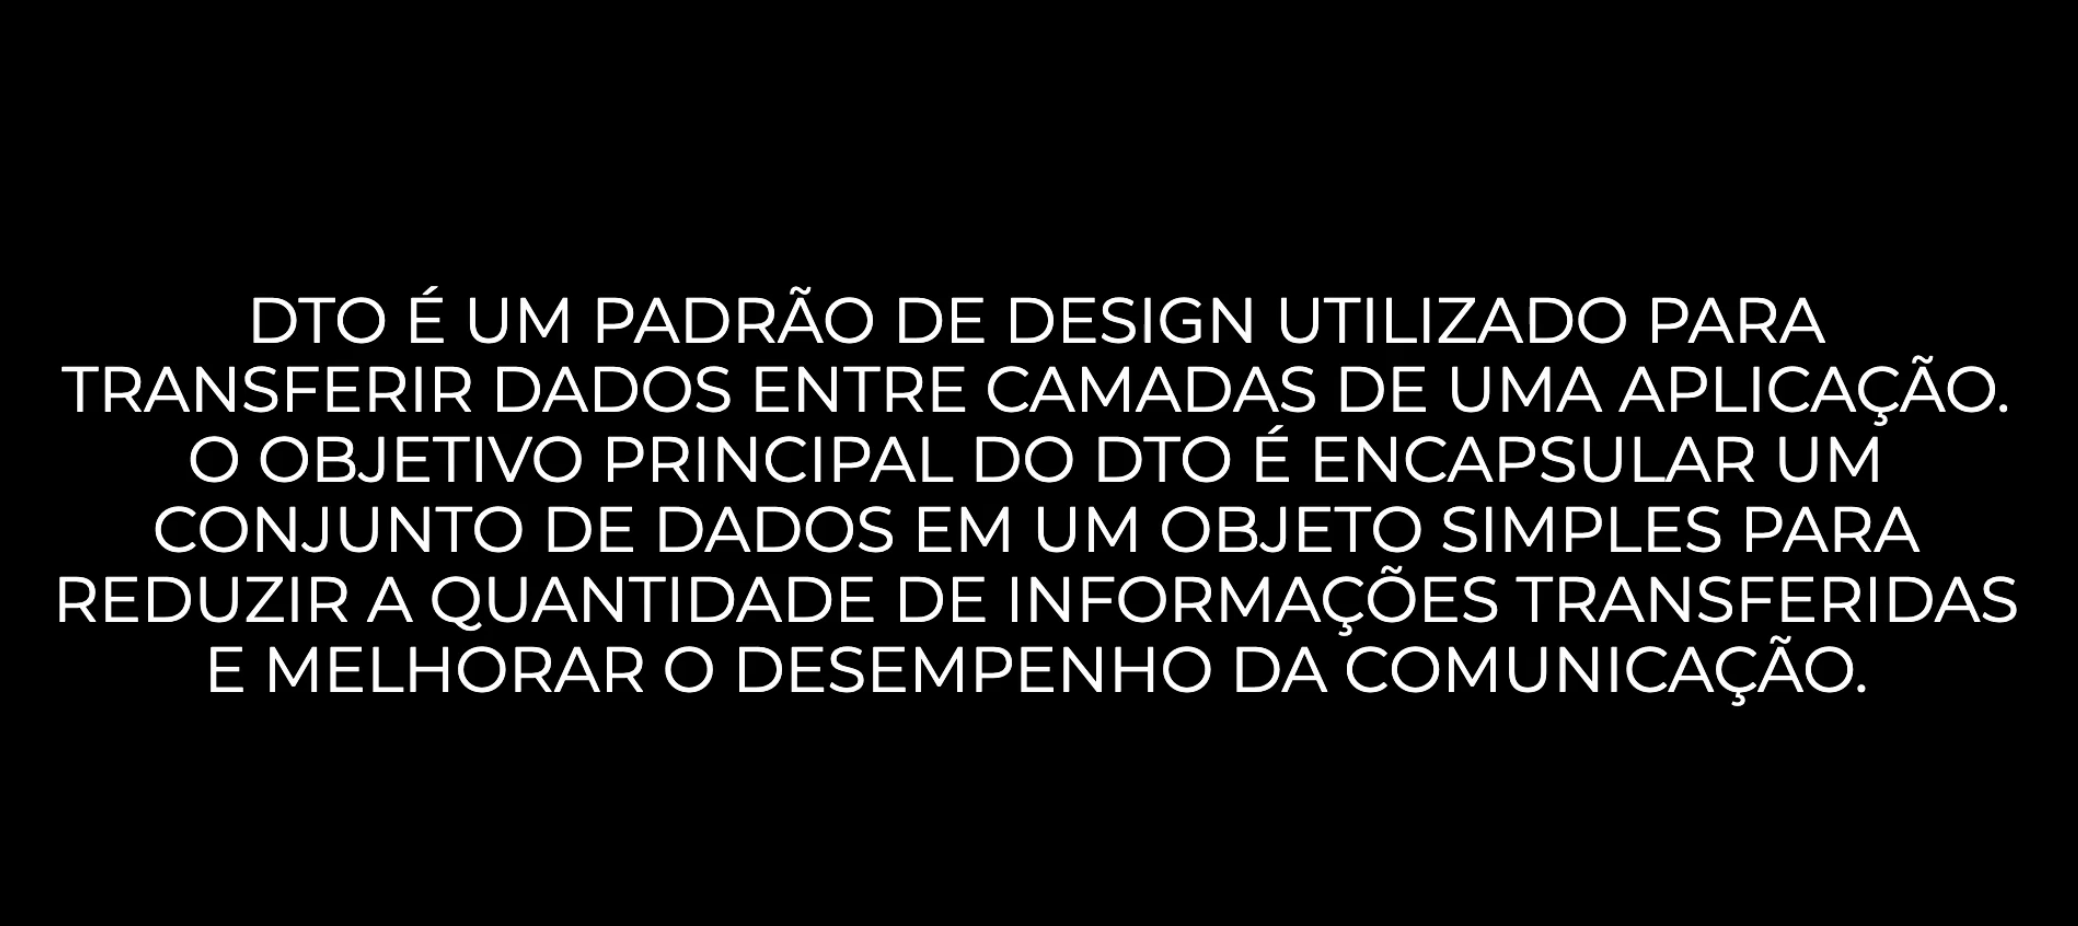 DTO É UM PADRÃO DE DESIGN UTILIZADO PARA
TRANSFERIR DADOS ENTRE CAMADAS DE UMA APLICAÇÃO.
O OBJETIVO PRINCIPAL DO DTO É ENCAPSULAR UM
CONJUNTO DE DADOS EM UM OBJETO SIMPLES PARA
REDUZIR A QUANTIDADE DE INFORMAÇÕES TRANSFERIDAS
E MELHORAR O DESEMPENHO DA COMUNICAÇÃO.